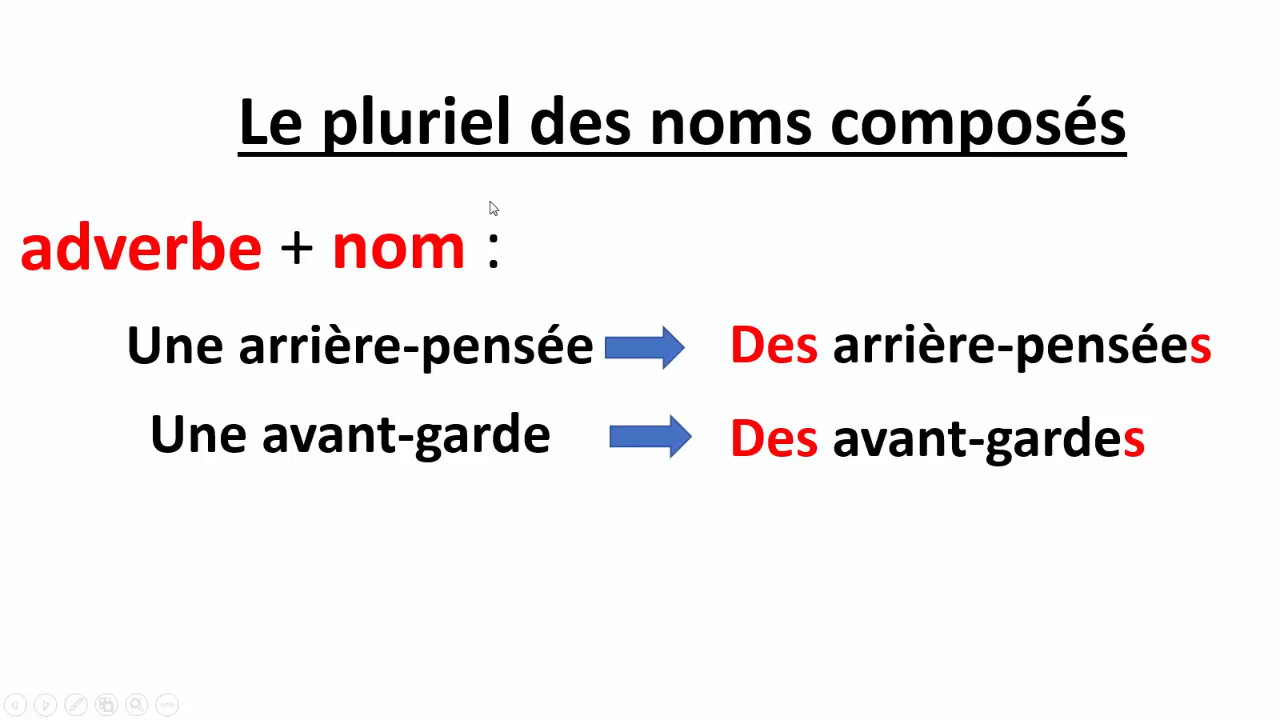 Le pluriel des noms composés
adverbe + nom :
Une arrière-pensée Des arrière-pensées
Une avant-garde Des avant-gardes